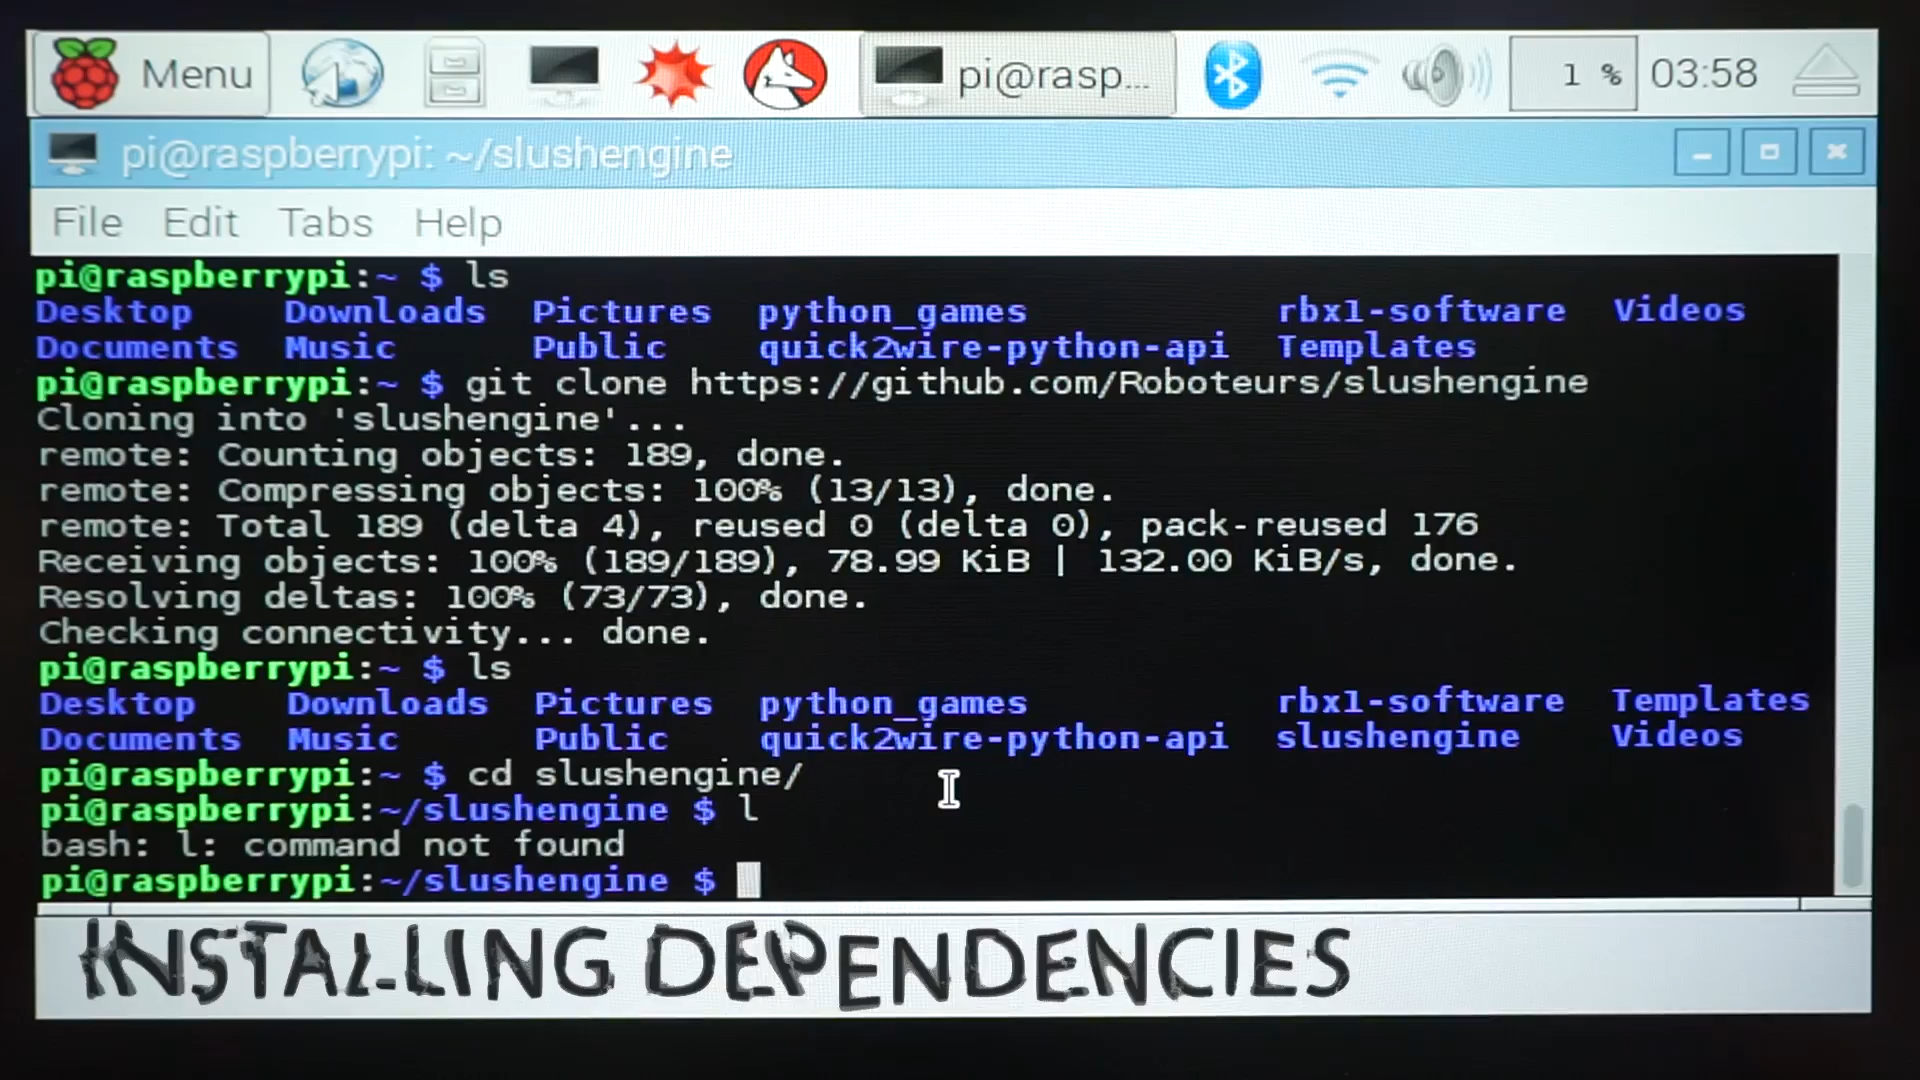 Menu pi@rasp... 1 % 03:58
pi@raspberrypi: ~/slushengine
File Edit Tabs Help
pi@raspberrypi:~ $ ls
Desktop Downloads Pictures python_games rbx1-software Videos
Documents Music Public quick2wire-python-api Templates
pi@raspberrypi:~ $ git clone https://github.com/Roboteurs/slushengine
Cloning into 'slushengine'...
remote: Counting objects: 189, done.
remote: Compressing objects: 100% (13/13), done.
remote: Total 189 (delta 4), reused 0 (delta 0), pack-reused 176
Receiving objects: 100% (189/189), 78.99 KiB | 132.00 KiB/s, done.
Resolving deltas: 100% (73/73), done.
Checking connectivity... done.
pi@raspberrypi:~ $ ls
Desktop Downloads Pictures python_games rbx1-software Templates
Documents Music Public quick2wire-python-api slushengine Videos
pi@raspberrypi:~ $ cd slushengine/
pi@raspberrypi:~/slushengine $ l
bash: l: command not found
pi@raspberrypi:~/slushengine $
INSTALLING DEPENDENCIES